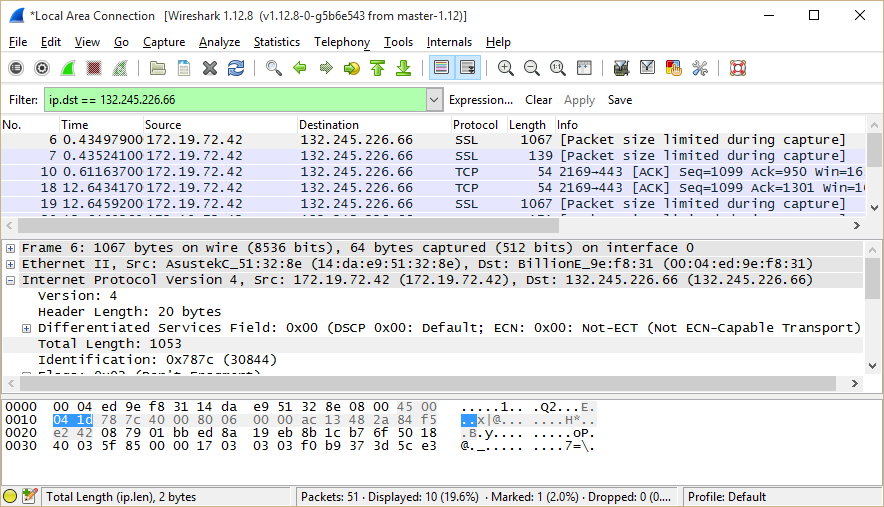 *Local Area Connection [Wireshark 1.12.8 (v1.12.8-0-g5b6e543 from master-1.12)]
File Edit View Go Capture Analyze Statistics Telephony Tools Internals Help
Filter: ip.dst == 132.245.226.66 Expression... Clear Apply Save
No. Time Source Destination Protocol Length Info
6 0.43497900 172.19.72.42 132.245.226.66 SSL 1067 [Packet size limited during capture]
7 0.43524100 172.19.72.42 132.245.226.66 SSL 139 [Packet size limited during capture]
10 0.61163700 172.19.72.42 132.245.226.66 TCP 54 2169→443 [ACK] Seq=1099 Ack=950 Win=16
18 12.6434170 172.19.72.42 132.245.226.66 TCP 54 2169→443 [ACK] Seq=1099 Ack=1301 Win=1
19 12.6459200 172.19.72.42 132.245.226.66 SSL 1067 [Packet size limited during capture]
Frame 6: 1067 bytes on wire (8536 bits), 64 bytes captured (512 bits) on interface 0
Ethernet II, Src: AsustekC_51:32:8e (14:da:e9:51:32:8e), Dst: BillionE_9e:f8:31 (00:04:ed:9e:f8:31)
Internet Protocol Version 4, Src: 172.19.72.42 (172.19.72.42), Dst: 132.245.226.66 (132.245.226.66)
Version: 4
Header Length: 20 bytes
Differentiated Services Field: 0x00 (DSCP 0x00: Default; ECN: 0x00: Not-ECT (Not ECN-Capable Transport)
Total Length: 1053
Identification: 0x787c (30844)
0000 00 04 ed 9e f8 31 14 da e9 51 32 8e 08 00 45 00 .....1... .Q2...E.
0010 04 1d 78 7c 40 00 80 06 00 00 ac 13 48 2a 84 f5 ..x|@... ....H*..
0020 e2 42 08 79 01 bb ed 8a 19 eb 8b 1c b7 6f 50 18 .B.y.... .....oP.
0030 40 03 5f 85 00 00 17 03 03 03 f0 b9 37 3d 5c e3 @._..... ....7=\.
Total Length (ip.len), 2 bytes Packets: 51 · Displayed: 10 (19.6%) · Marked: 1 (2.0%) · Dropped: 0 (0.... Profile: Default